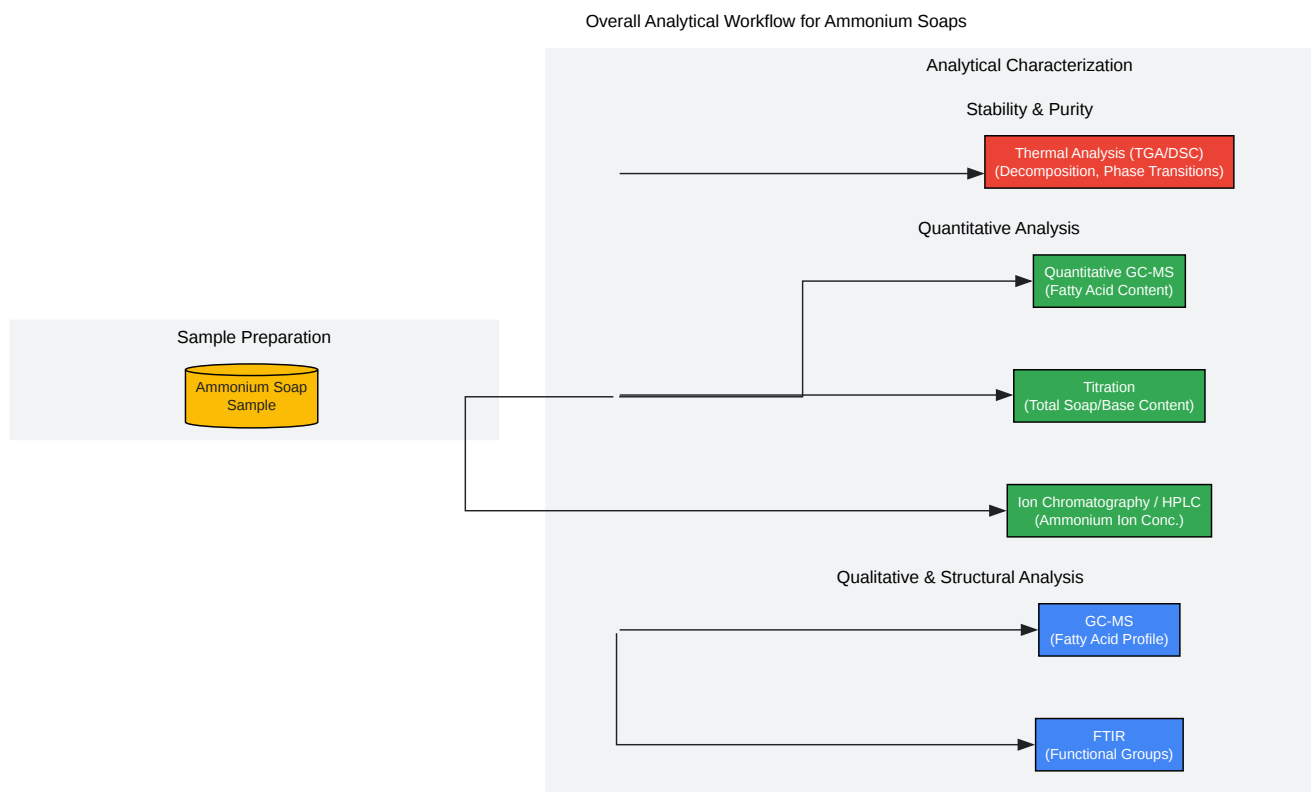 Overall Analytical Workflow for Ammonium Soaps
Analytical Characterization
Stability & Purity
Thermal Analysis (TGA/DSC)
(Decomposition, Phase Transitions)
Quantitative Analysis
Quantitative GC-MS
(Fatty Acid Content)
Sample Preparation
Ammonium Soap
Sample
Titration
(Total Soap/Base Content)
Ion Chromatography / HPLC
(Ammonium Ion Conc.)
Qualitative & Structural Analysis
GC-MS
(Fatty Acid Profile)
FTIR
(Functional Groups)